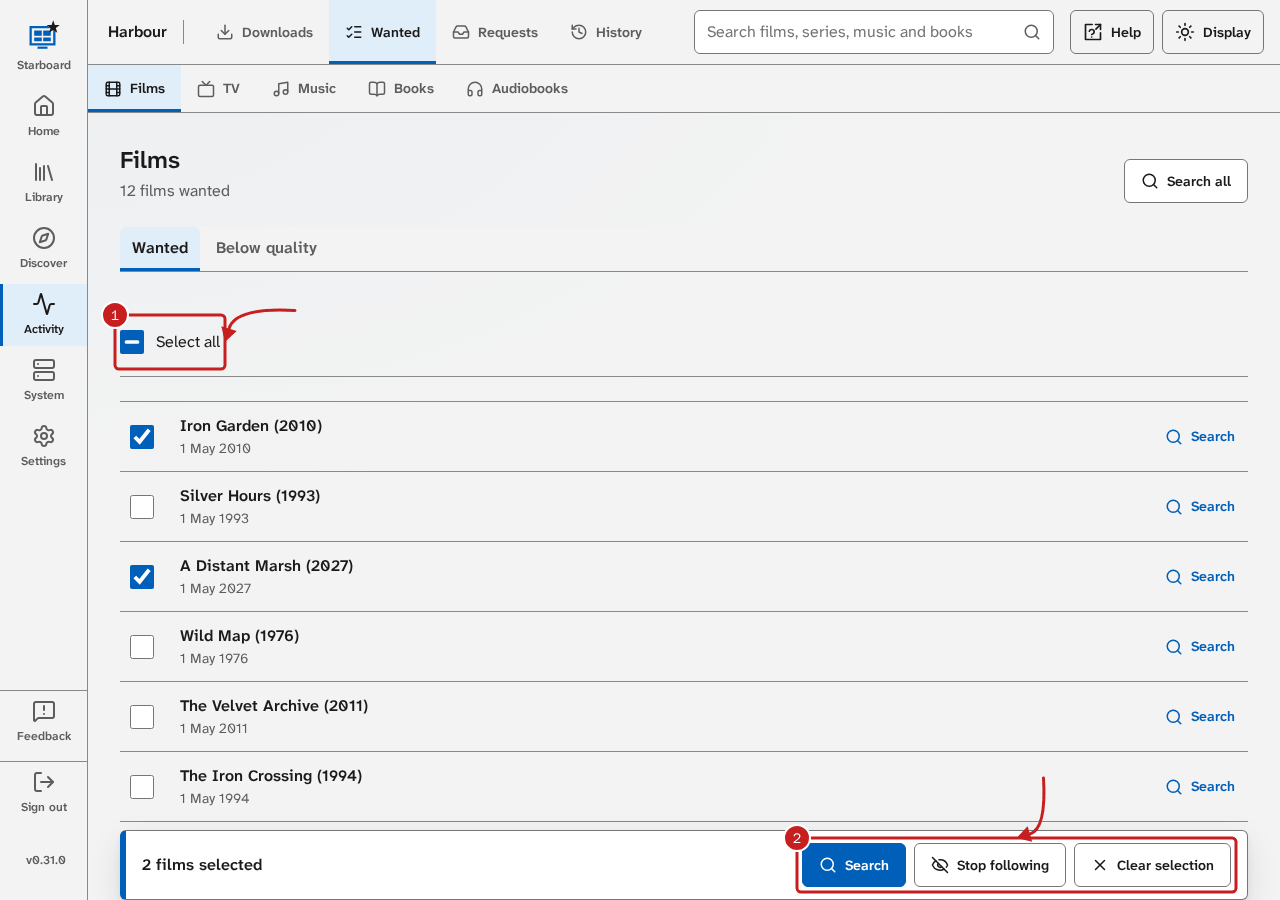 Starboard
Home
Library
Discover
Activity
System
Settings
Feedback
Sign out
v0.31.0
Harbour
Downloads
Wanted
Requests
History
Search films, series, music and books
Help
Display
Films
TV
Music
Books
Audiobooks
Films
12 films wanted
Search all
Wanted
Below quality
1
Select all
Iron Garden (2010)
1 May 2010
Search
Silver Hours (1993)
1 May 1993
Search
A Distant Marsh (2027)
1 May 2027
Search
Wild Map (1976)
1 May 1976
Search
The Velvet Archive (2011)
1 May 2011
Search
The Iron Crossing (1994)
1 May 1994
Search
2 films selected
2
Search
Stop following
Clear selection